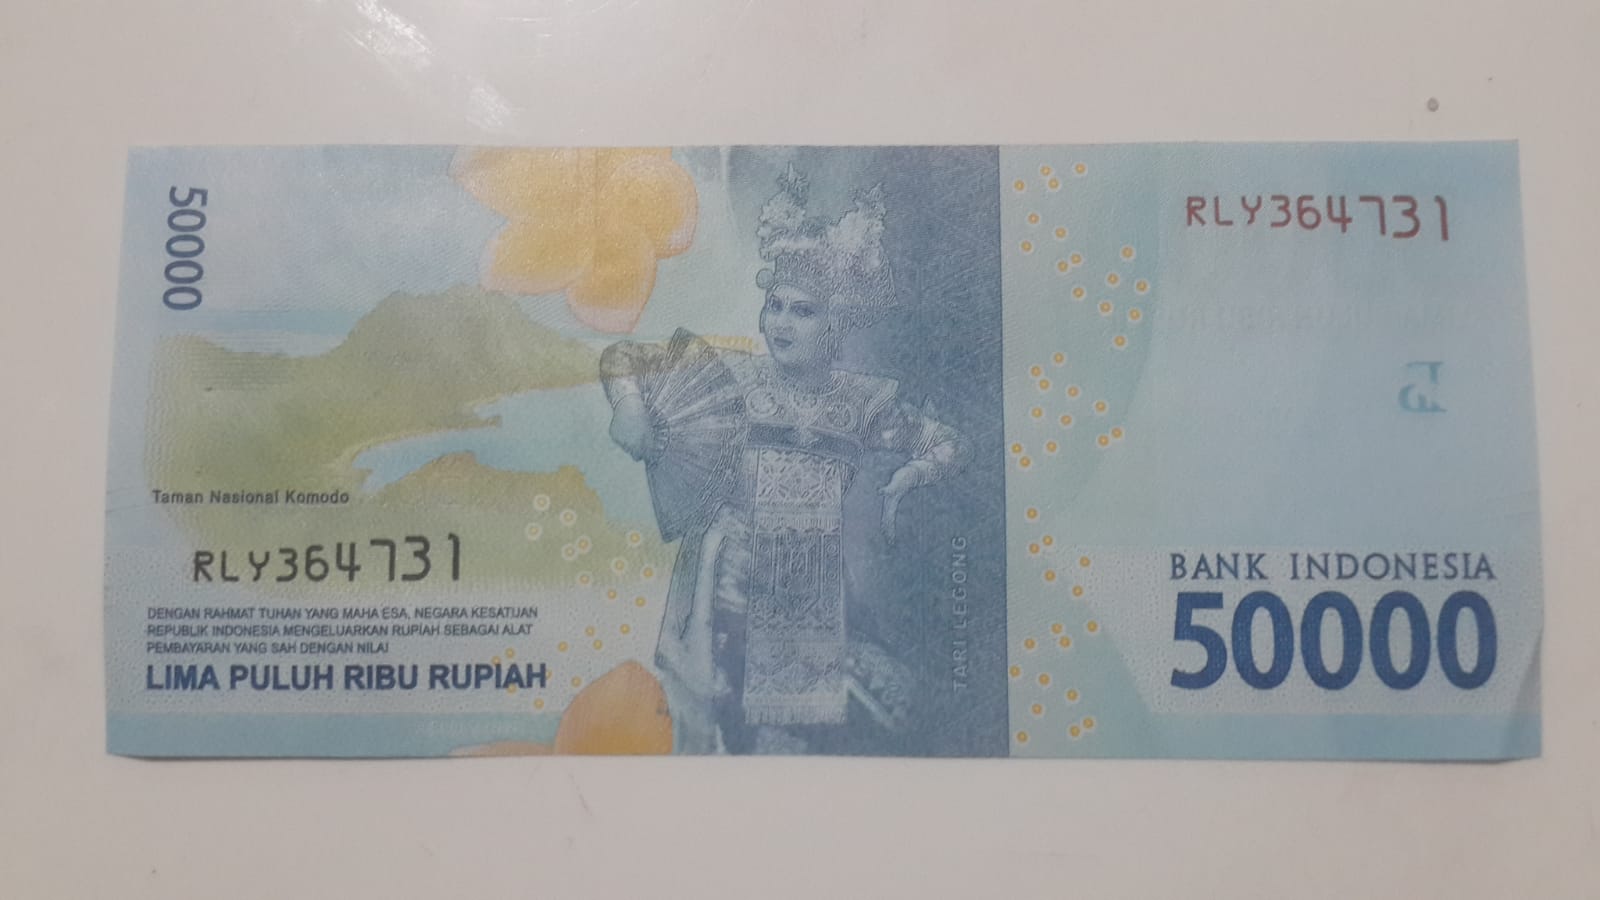 50000
RLY364731
Taman Nasional Komodo
RLY364731
DENGAN RAHMAT TUHAN YANG MAHA ESA, NEGARA KESATUAN
REPUBLIK INDONESIA MENGELUARKAN RUPIAH SEBAGAI ALAT
PEMBAYARAN YANG SAH DENGAN NILAI
LIMA PULUH RIBU RUPIAH
TARI LEGONG
BANK INDONESIA
50000